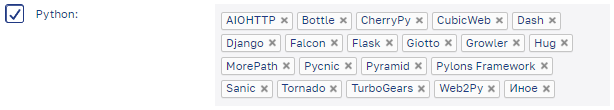 Python:
AIOHTTP × Bottle × CherryPy × CubicWeb × Dash ×
Django × Falcon × Flask × Giotto × Growler × Hug ×
MorePath × Pycnic × Pyramid × Pylons Framework ×
Sanic × Tornado × TurboGears × Web2Py × Иное ×